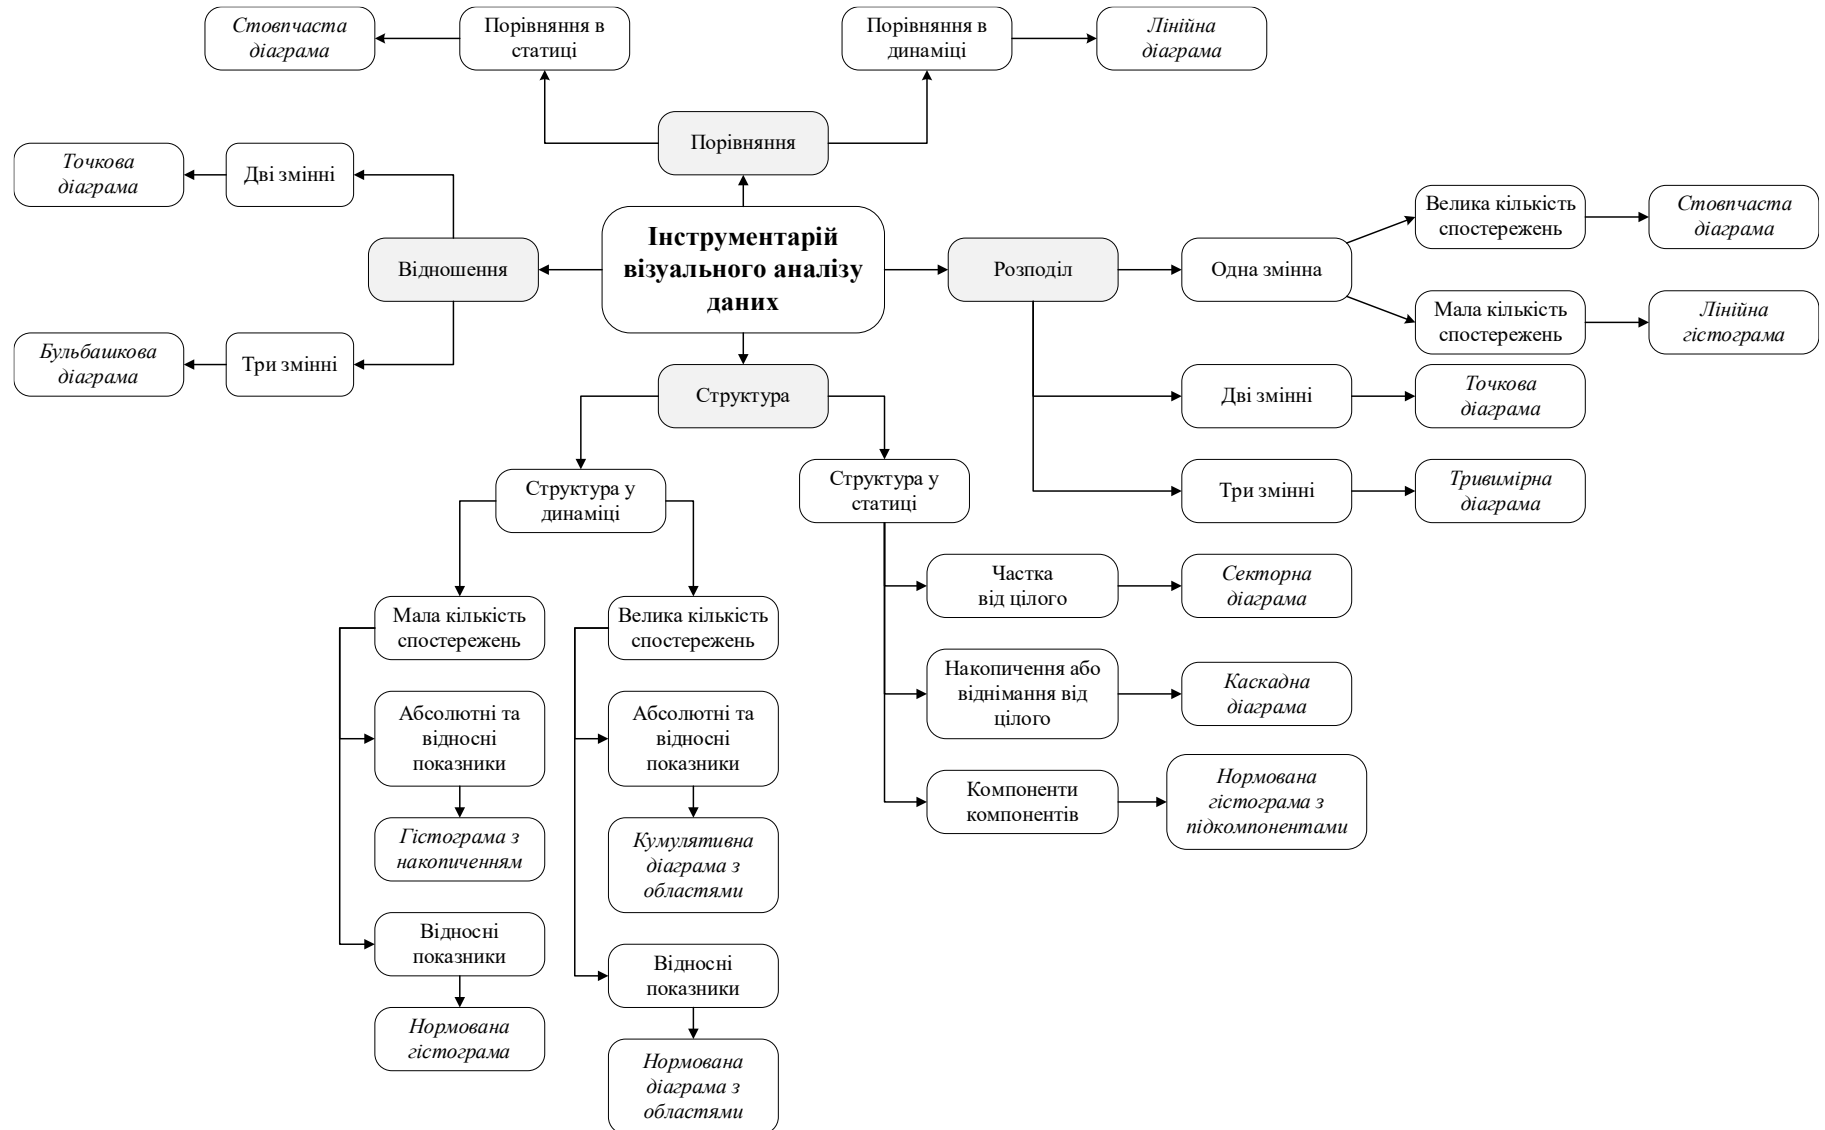 Стовпчаста
діаграма
Порівняння в
статиці
Порівняння в
динаміці
Лінійна
діаграма
Порівняння
Точкова
діаграма
Дві змінні
Відношення
Бульбашкова
діаграма
Три змінні
Інструментарій
візуального аналізу
даних
Розподіл
Одна змінна
Велика кількість
спостережень
Стовпчаста
діаграма
Мала кількість
спостережень
Лінійна
гістограма
Дві змінні
Точкова
діаграма
Три змінні
Тривимірна
діаграма
Структура
Структура у
динаміці
Структура у
статиці
Мала кількість
спостережень
Абсолютні та
відносні
показники
Гістограма з
накопиченням
Відносні
показники
Нормована
гістограма
Велика кількість
спостережень
Абсолютні та
відносні
показники
Кумулятивна
діаграма з
областями
Відносні
показники
Нормована
діаграма з
областями
Частка
від цілого
Секторна
діаграма
Накопичення або
віднімання від
цілого
Каскадна
діаграма
Компоненти
компонентів
Нормована
гістограма з
підкомпонентами